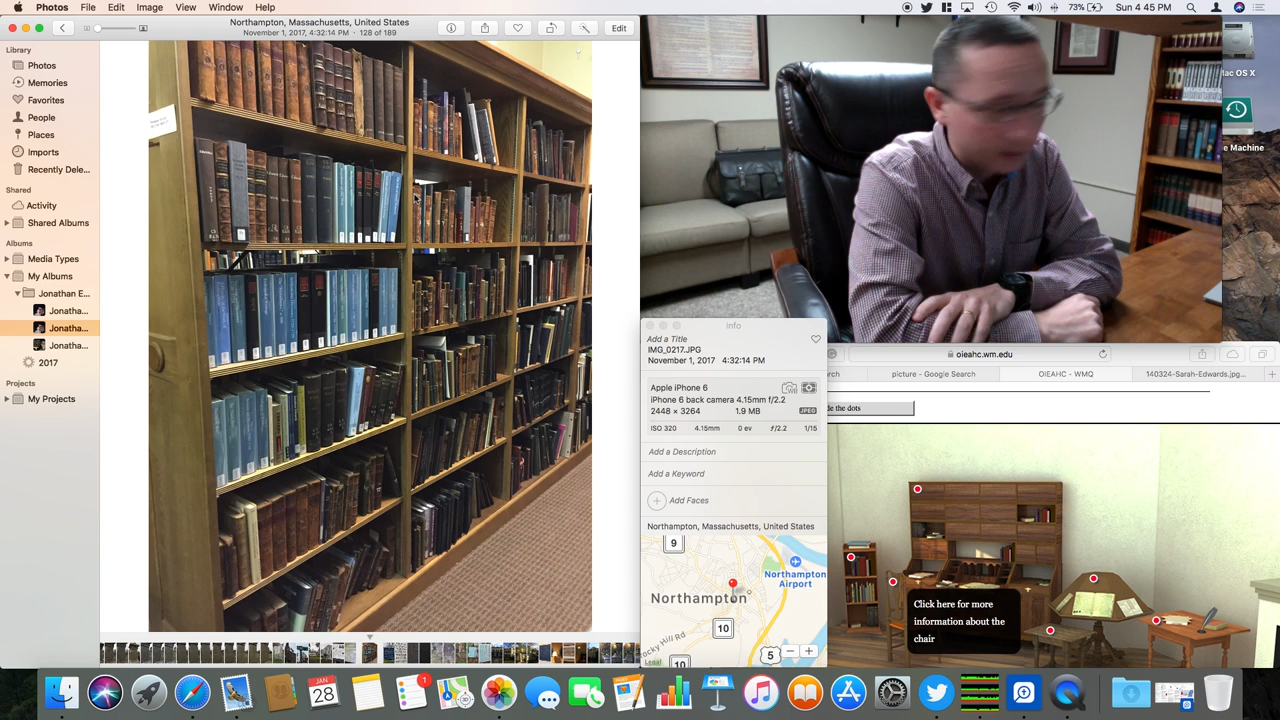 Photos File Edit Image View Window Help
73% Sun 4 45 PM
Northampton, Massachusetts, United States
November 1, 2017, 4:32:14 PM • 128 of 189
Edit
Library
Photos
Memories
Favorites
People
Places
Imports
Recently Dele...
Shared
Activity
Shared Albums
Albums
Media Types
My Albums
Jonathan E...
Jonatha...
Jonatha...
Jonatha...
2017
Projects
My Projects
Info
Add a Title
IMG_0217.JPG
November 1, 2017 4:32:14 PM
Apple iPhone 6
iPhone 6 back camera 4.15mm f/2.2
2448 × 3264 1.9 MB JPEG
ISO 320 4.15mm 0 ev ƒ/2.2 1/15
Add a Description
Add a Keyword
Add Faces
Northampton, Massachusetts, United States
9
Northampton
Airport
Northampton
10
5
10
Legal
ac OS X
e Machine
oieahc.wm.edu
rch picture - Google Search OIEAHC - WMQ 140324-Sarah-Edwards.jpg...
de the dots
Click here for more
information about the
chair
JAN
28
1